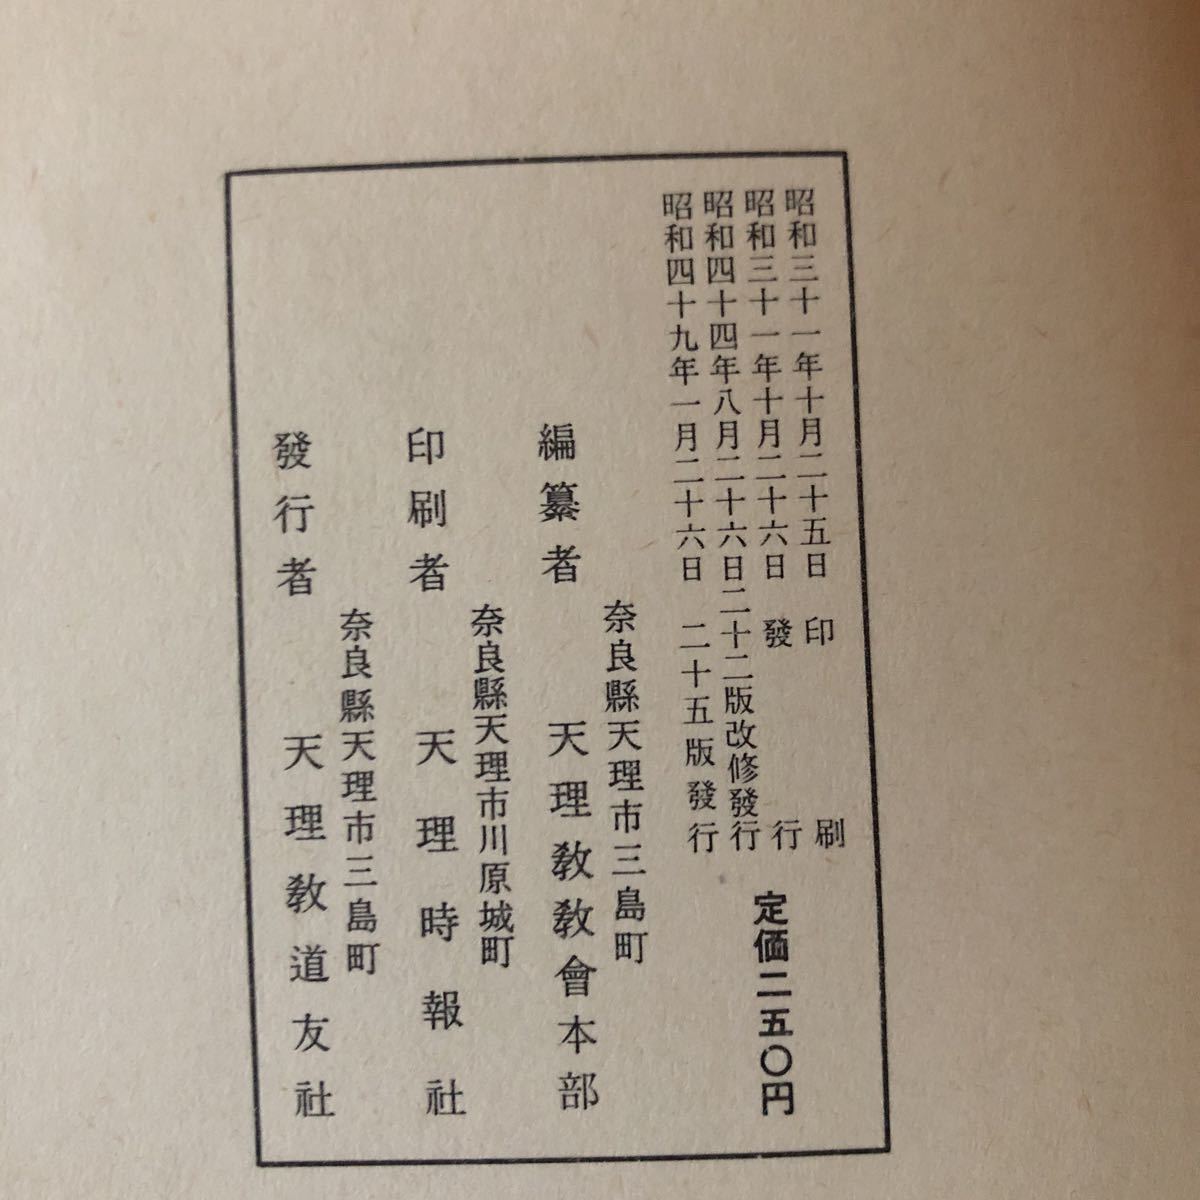 昭和三十一年十月二十五日 印刷
昭和三十一年十月二十六日 發行
昭和四十四年八月二十六日二十二版改修發行
昭和四十九年一月二十六日 二十五版發行
定価二五〇円
奈良縣天理市三島町
編纂者 天理教教會本部
奈良縣天理市川原城町
印刷者 天理時報社
奈良縣天理市三島町
發行者 天理教道友社